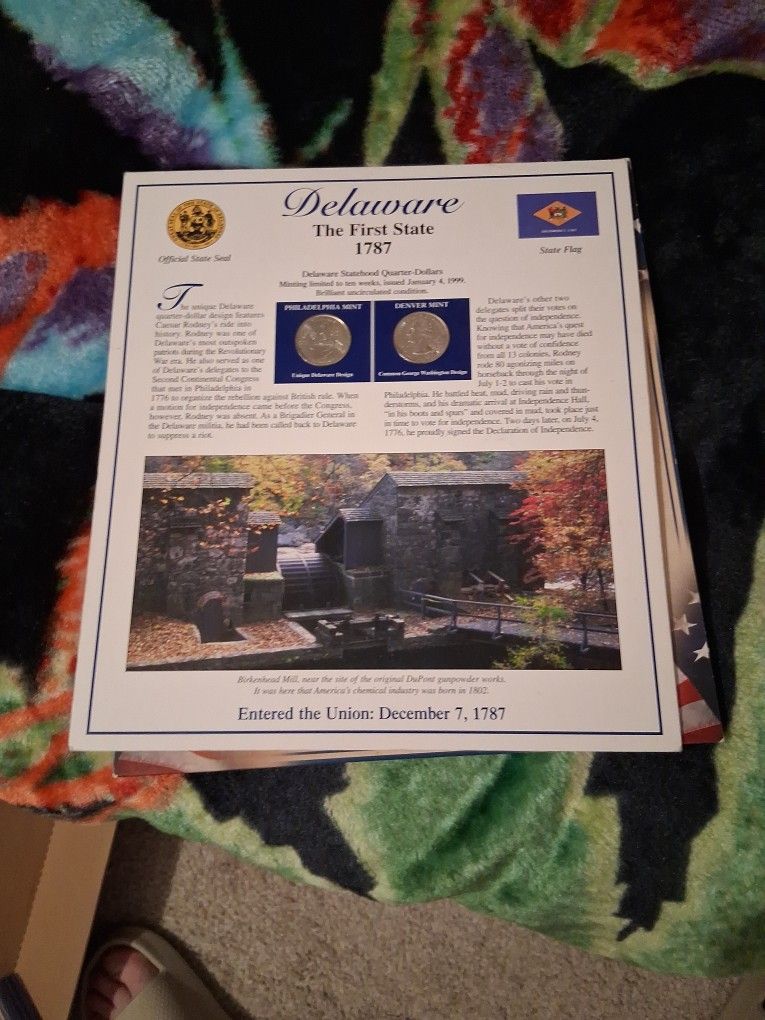 Delaware
The First State
1787
Official State Seal
State Flag
Delaware Statehood Quarter-Dollars
Minting limited to ten weeks, issued January 4, 1999.
Brilliant uncirculated condition.
The unique Delaware
quarter-dollar design features
Caesar Rodney's ride into
history. Rodney was one of
Delaware's most outspoken
patriots during the Revolutionary
War era. He also served as one
of Delaware's delegates to the
Second Continental Congress
that met in Philadelphia in
1776 to organize the rebellion against British rule. When
a motion for independence came before the Congress,
however, Rodney was absent. As a Brigadier General in
the Delaware militia, he had been called back to Delaware
to suppress a riot.
PHILADELPHIA MINT
Unique Delaware Design
DENVER MINT
Common George Washington Design
Delaware's other two
delegates split their votes on
the question of independence.
Knowing that America's quest
for independence may have died
without a vote of confidence
from all 13 colonies, Rodney
rode 80 agonizing miles on
horseback through the night of
July 1-2 to cast his vote in
Philadelphia. He battled heat, mud, driving rain and thun-
derstorms, and his dramatic arrival at Independence Hall,
"in his boots and spurs" and covered in mud, took place just
in time to vote for independence. Two days later, on July 4,
1776, he proudly signed the Declaration of Independence.
Birkenhead Mill, near the site of the original DuPont gunpowder works.
It was here that America's chemical industry was born in 1802.
Entered the Union: December 7, 1787